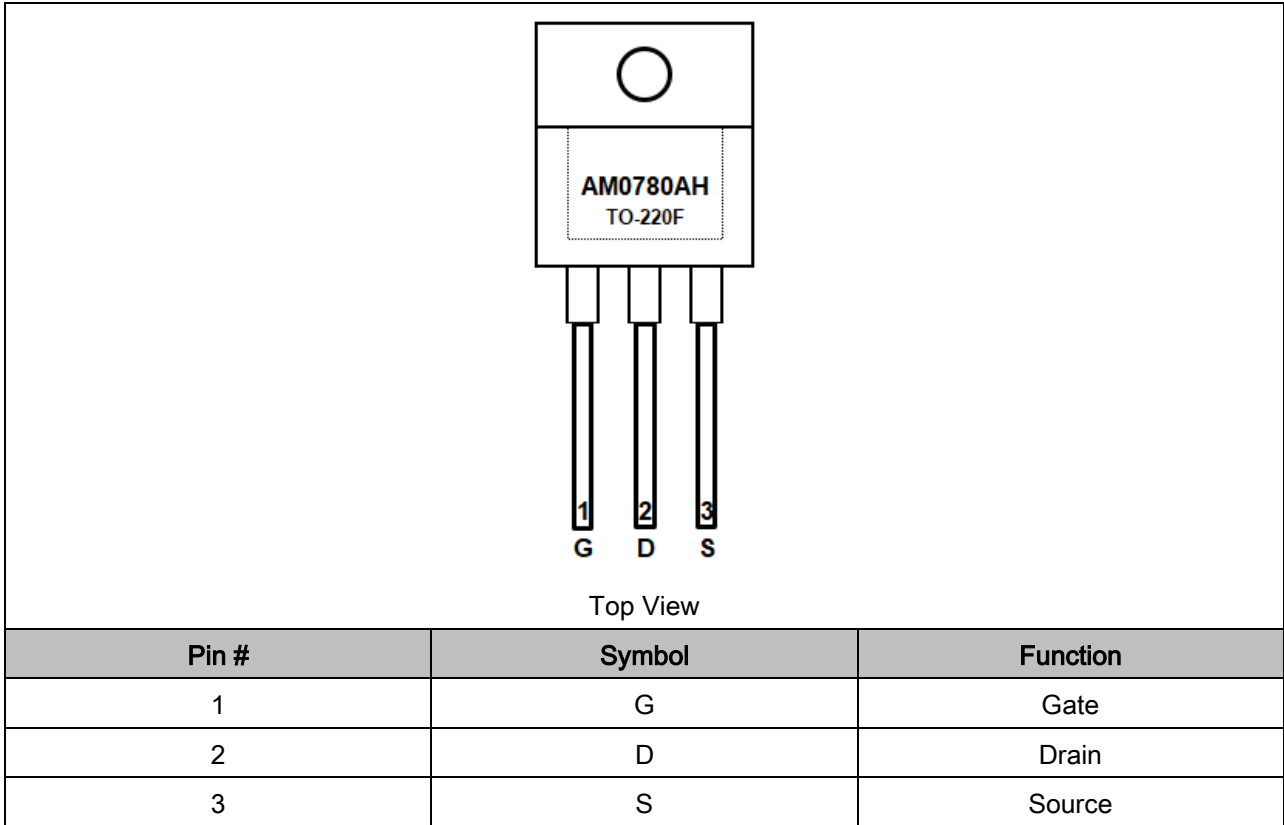 AM0780AH
TO-220F
1 2 3
G D S
Top View
Pin # Symbol Function
1 G Gate
2 D Drain
3 S Source